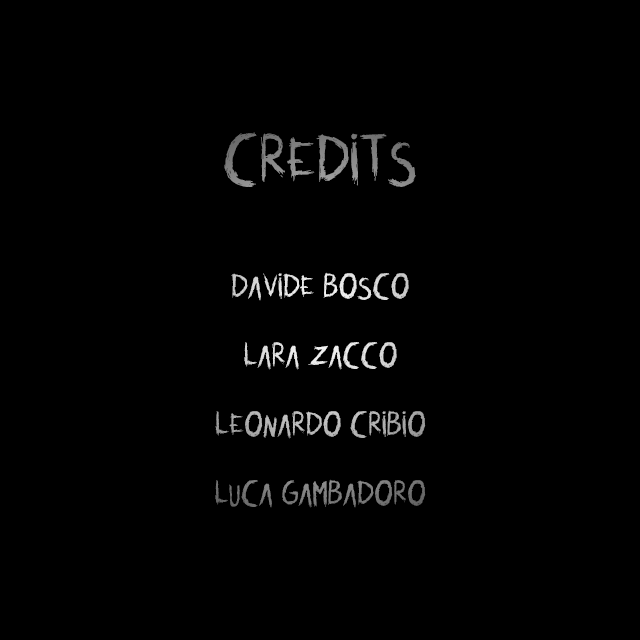 CREDiTS
DAViDE BOSCO
LARA ZACCO
LEONARDO CRiBiO
LUCA GAMBADORO